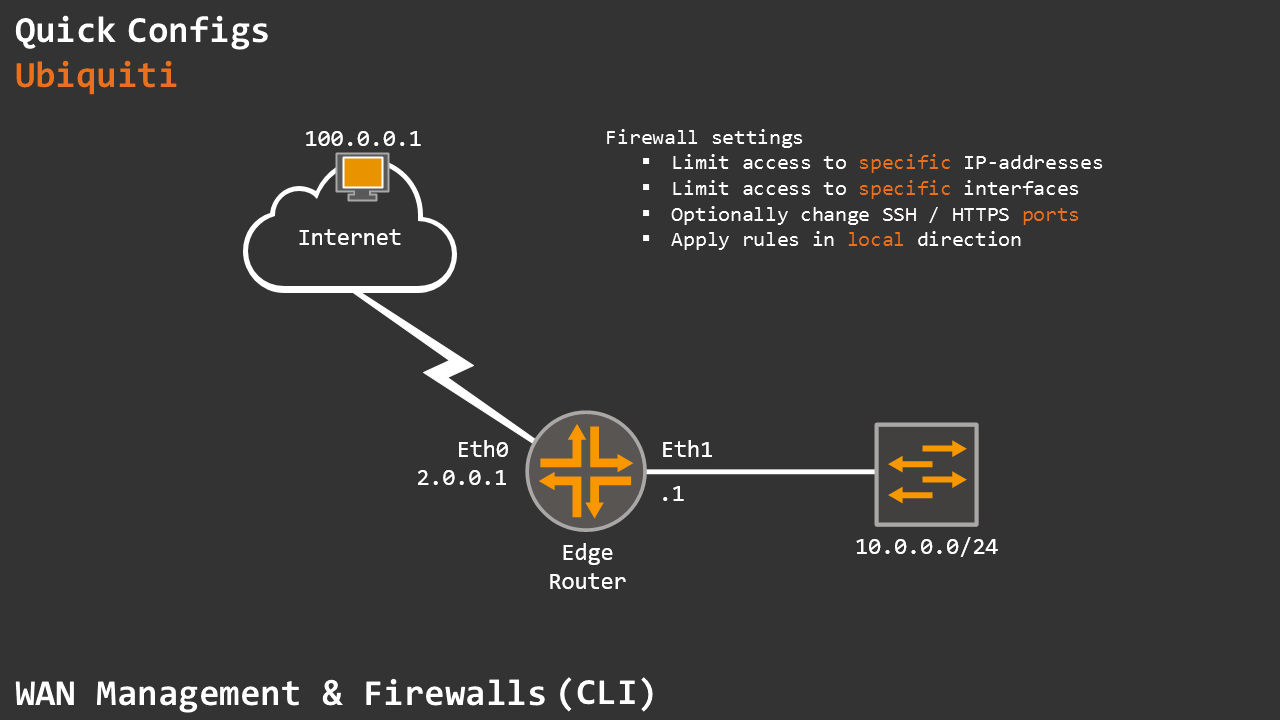 Quick Configs
Ubiquiti
100.0.0.1
Internet
Firewall settings
▪ Limit access to specific IP-addresses
▪ Limit access to specific interfaces
▪ Optionally change SSH / HTTPS ports
▪ Apply rules in local direction
Eth0
2.0.0.1
Eth1
.1
Edge
Router
10.0.0.0/24
WAN Management & Firewalls (CLI)